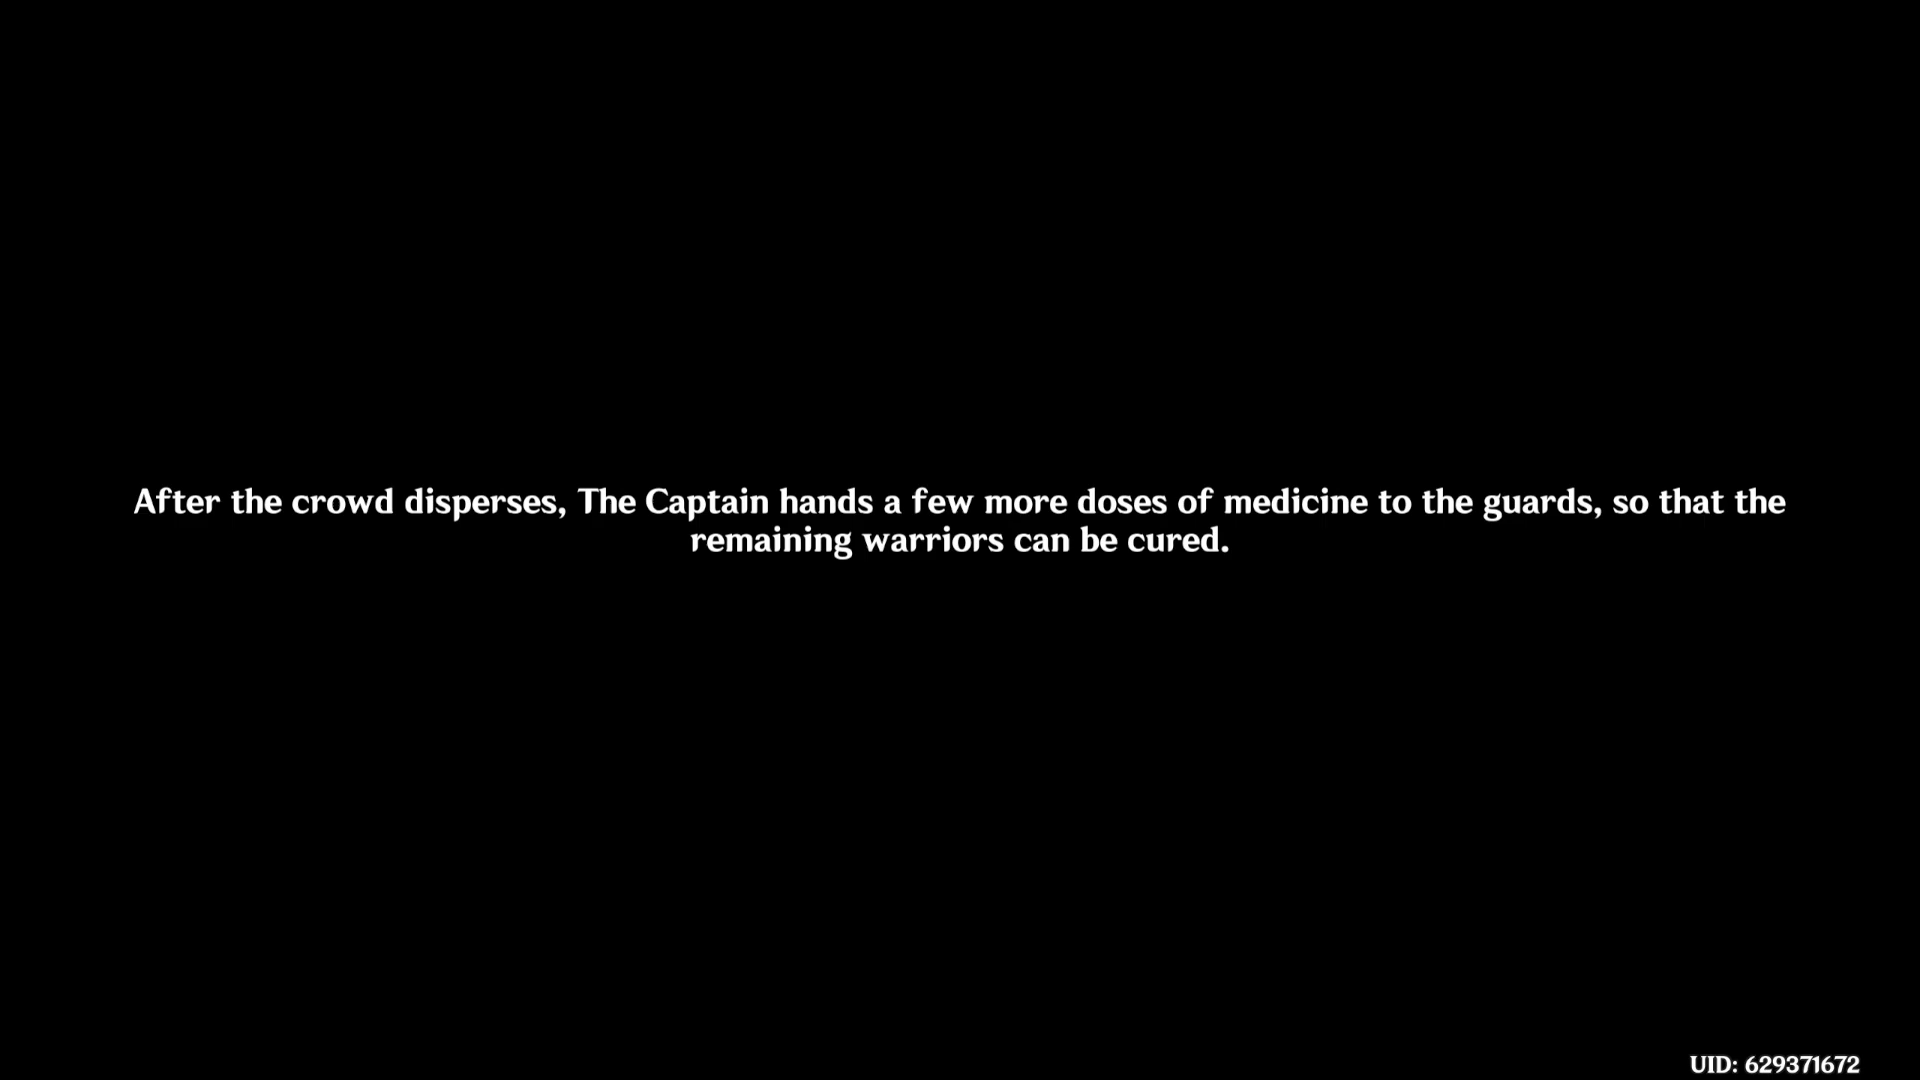 After the crowd disperses, The Captain hands a few more doses of medicine to the guards, so that the
remaining warriors can be cured.
UID: 629371672